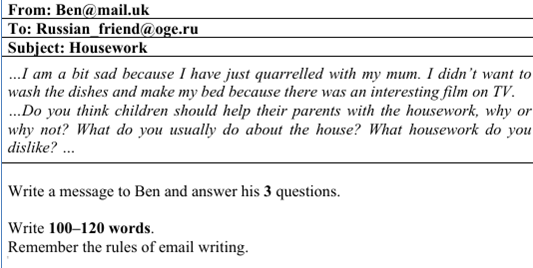 From: Ben@mail.uk
To: Russian_friend@oge.ru
Subject: Housework
…I am a bit sad because I have just quarrelled with my mum. I didn’t want to
wash the dishes and make my bed because there was an interesting film on TV.
…Do you think children should help their parents with the housework, why or
why not? What do you usually do about the house? What housework do you
dislike? …
Write a message to Ben and answer his 3 questions.
Write 100–120 words.
Remember the rules of email writing.